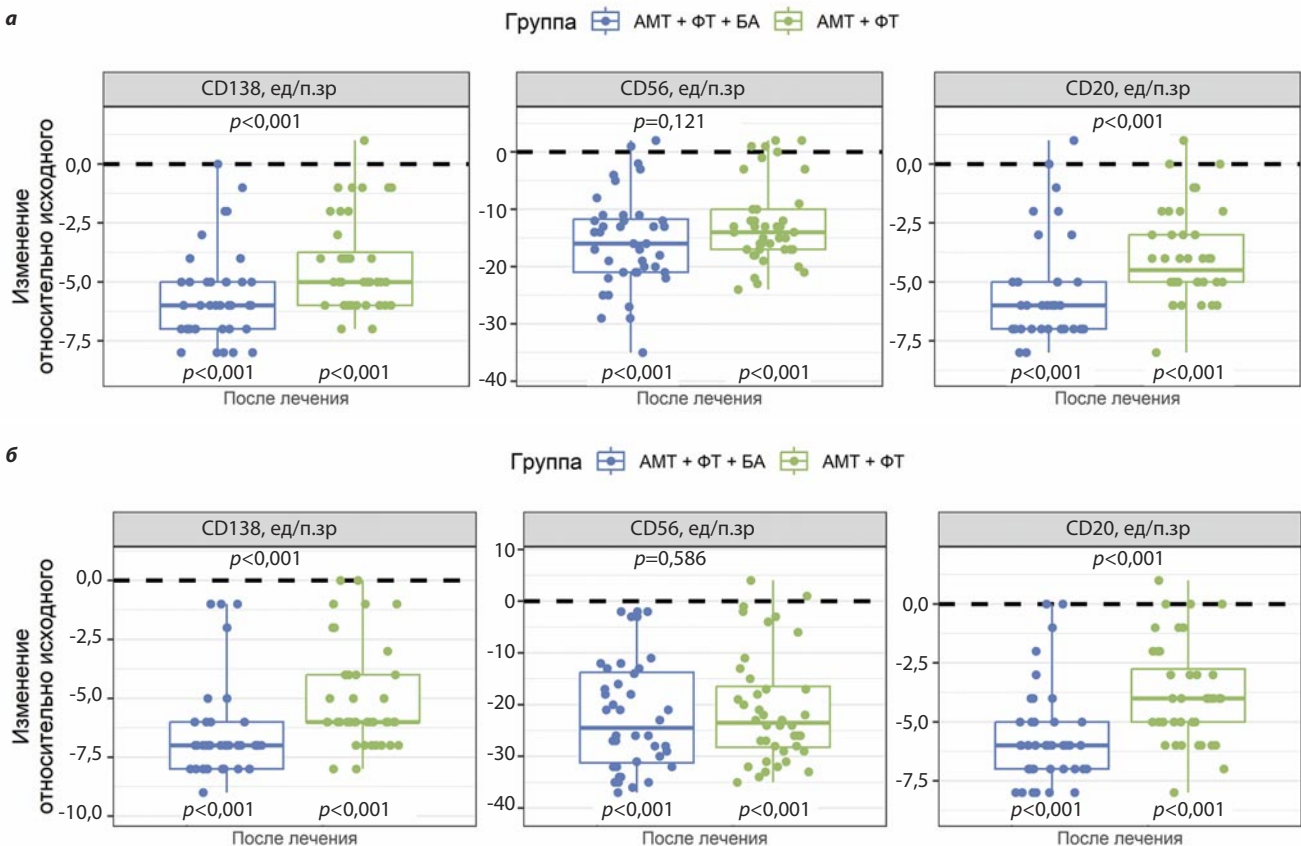 а
Группа АМТ + ФТ + БА АМТ + ФТ
CD138, ед/п.зр CD56, ед/п.зр CD20, ед/п.зр
p<0,001 p=0,121 p<0,001
Изменение
относительно исходного
0,0
-2,5
-5,0
-7,5
0
-10
-20
-30
-40
0,0
-2,5
-5,0
-7,5
p<0,001 p<0,001 p<0,001 p<0,001 p<0,001 p<0,001
После лечения После лечения После лечения
б
Группа АМТ + ФТ + БА АМТ + ФТ
CD138, ед/п.зр CD56, ед/п.зр CD20, ед/п.зр
p<0,001 p=0,586 p<0,001
Изменение
относительно исходного
0,0
-2,5
-5,0
-7,5
-10,0
10
0
-10
-20
-30
-40
0,0
-2,5
-5,0
-7,5
p<0,001 p<0,001 p<0,001 p<0,001 p<0,001 p<0,001
После лечения После лечения После лечения